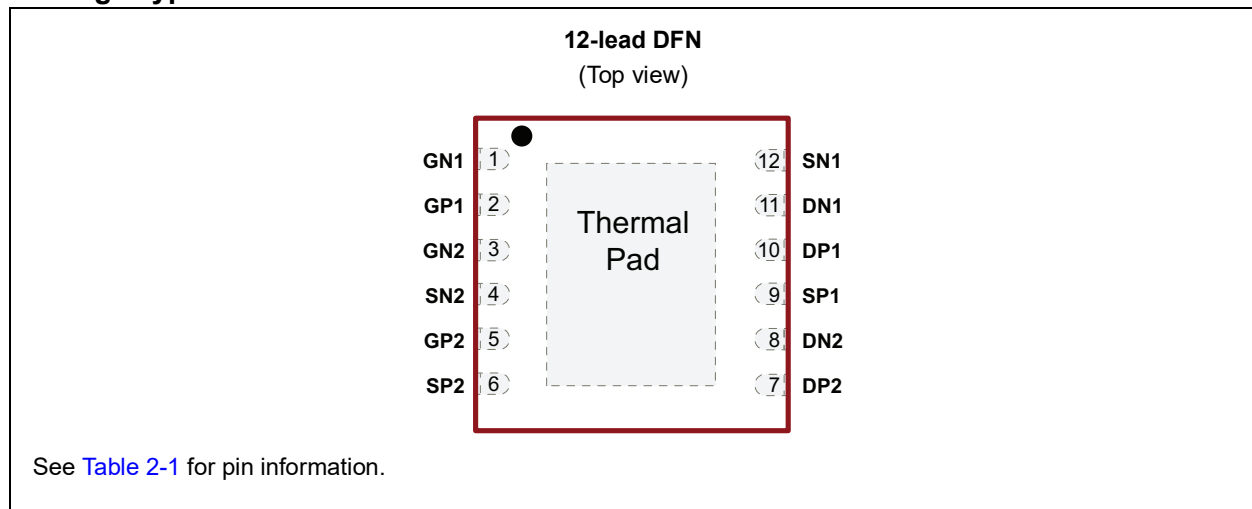 12-lead DFN
(Top view)
GN1 1 12 SN1
GP1 2 11 DN1
Thermal
GN2 3 10 DP1
Pad
SN2 4 9 SP1
GP2 5 8 DN2
SP2 6 7 DP2
See Table 2-1 for pin information.